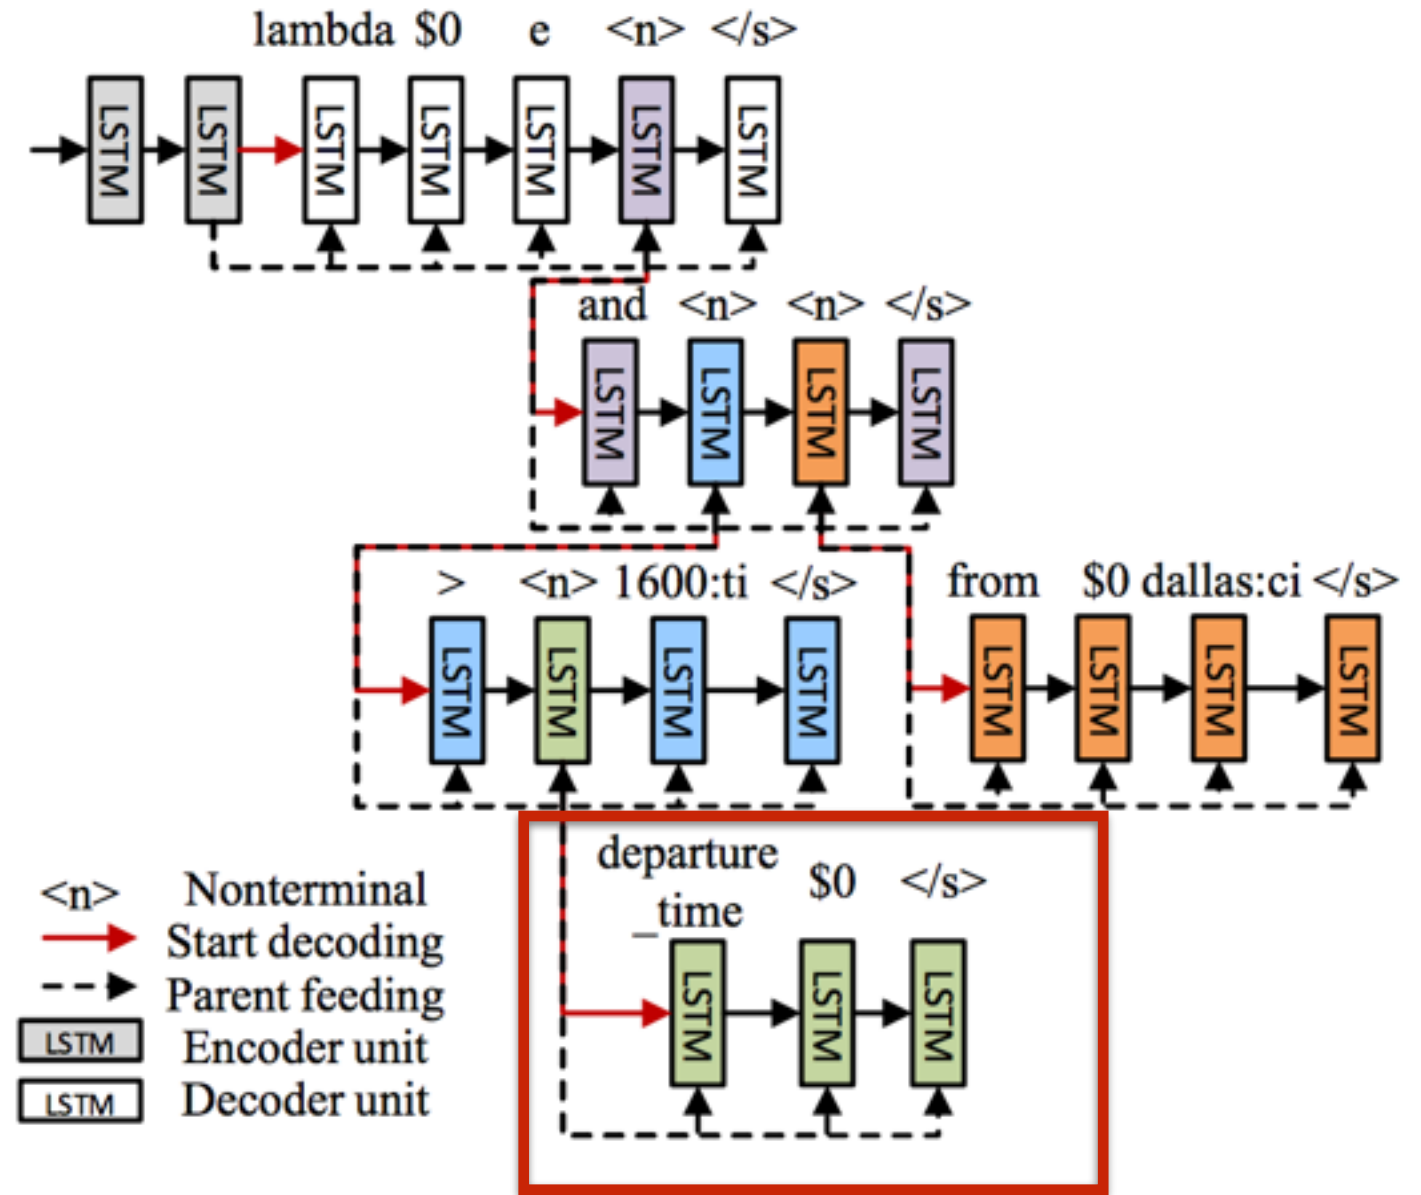 lambda $0 e <n> </s>
LSTM LSTM LSTM LSTM LSTM LSTM LSTM
and <n> <n> </s>
LSTM LSTM LSTM LSTM
> <n> 1600:ti </s>
LSTM LSTM LSTM LSTM
from $0 dallas:ci </s>
LSTM LSTM LSTM LSTM
departure
_time $0 </s>
LSTM LSTM LSTM
<n> Nonterminal
Start decoding
Parent feeding
LSTM Encoder unit
LSTM Decoder unit